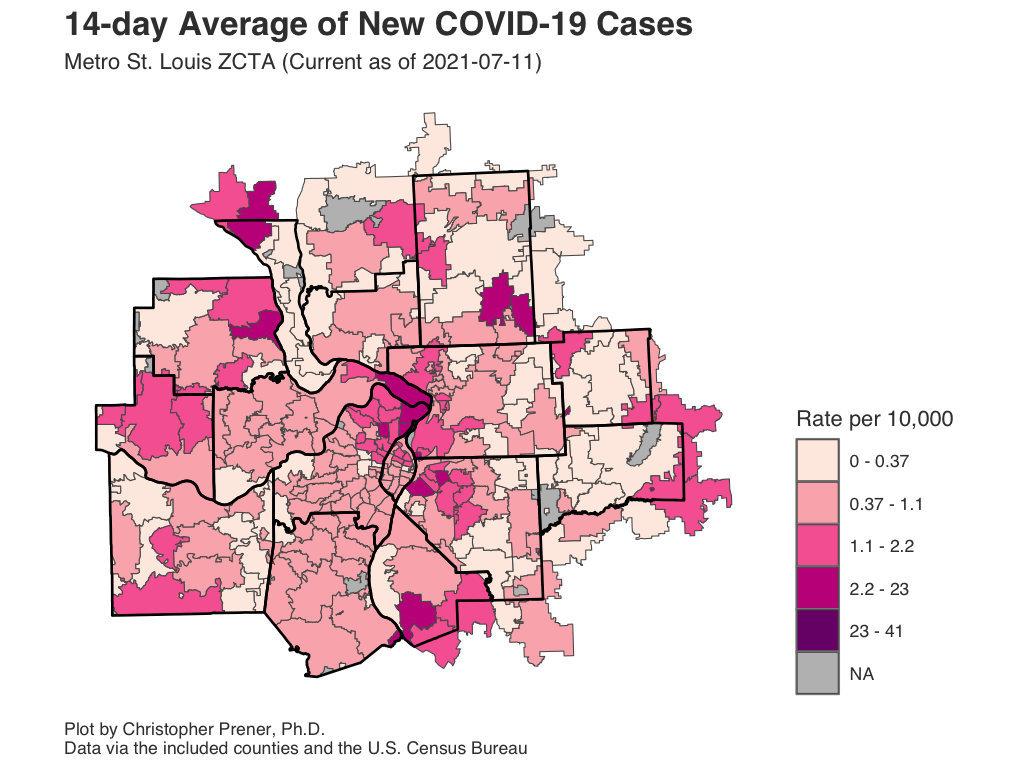 14-day Average of New COVID-19 Cases
Metro St. Louis ZCTA (Current as of 2021-07-11)
Rate per 10,000
0 - 0.37
0.37 - 1.1
1.1 - 2.2
2.2 - 23
23 - 41
NA
Plot by Christopher Prener, Ph.D.
Data via the included counties and the U.S. Census Bureau